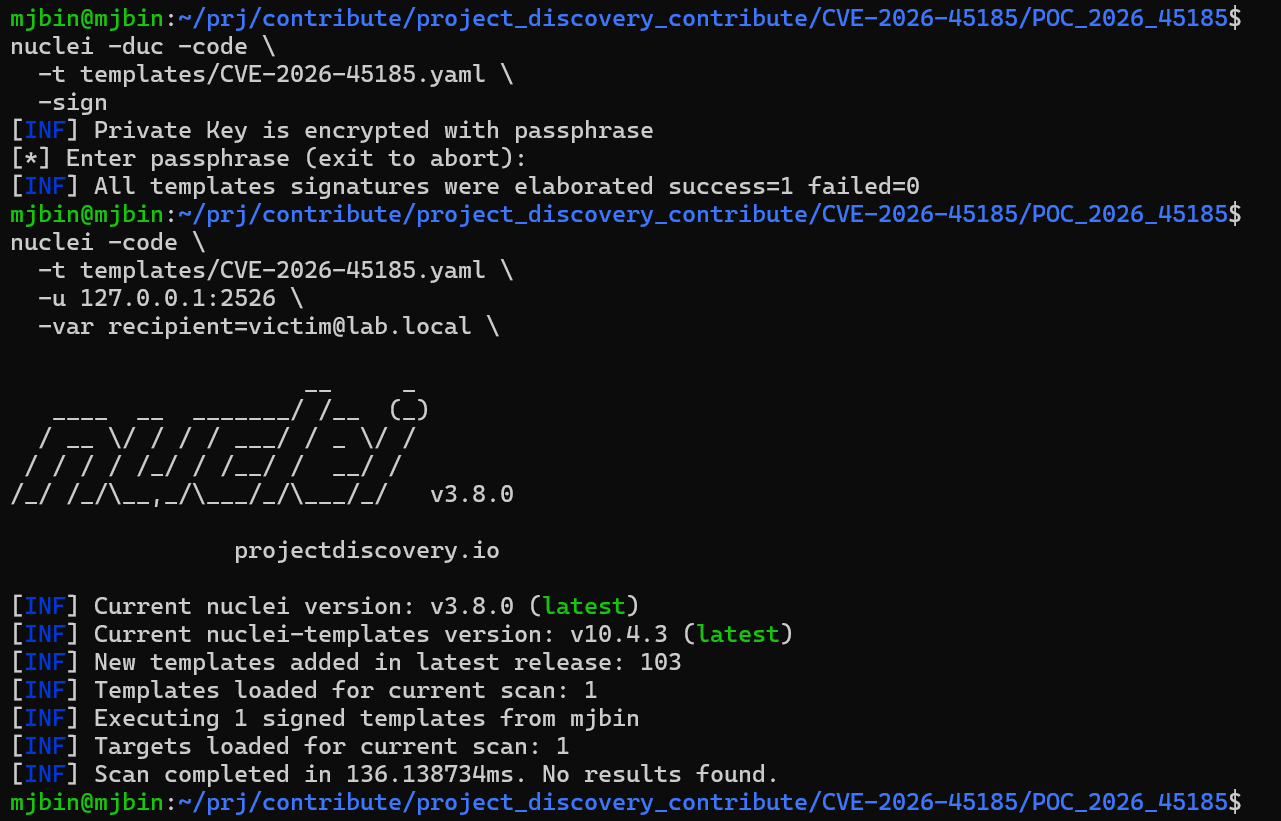 mjbin@mjbin:~/prj/contribute/project_discovery_contribute/CVE-2026-45185/POC_2026_45185$
nuclei -duc -code \
  -t templates/CVE-2026-45185.yaml \
  -sign
[INF] Private Key is encrypted with passphrase
[*] Enter passphrase (exit to abort):
[INF] All templates signatures were elaborated success=1 failed=0
mjbin@mjbin:~/prj/contribute/project_discovery_contribute/CVE-2026-45185/POC_2026_45185$
nuclei -code \
  -t templates/CVE-2026-45185.yaml \
  -u 127.0.0.1:2526 \
  -var recipient=victim@lab.local \

                     __     _
   ____  __  _______/ /__  (_)
  / __ \/ / / / ___/ / _ \/ /
 / / / / /_/ / /__/ /  __/ /
/_/ /_/\__,_/\___/_/\___/_/   v3.8.0

                projectdiscovery.io

[INF] Current nuclei version: v3.8.0 (latest)
[INF] Current nuclei-templates version: v10.4.3 (latest)
[INF] New templates added in latest release: 103
[INF] Templates loaded for current scan: 1
[INF] Executing 1 signed templates from mjbin
[INF] Targets loaded for current scan: 1
[INF] Scan completed in 136.138734ms. No results found.
mjbin@mjbin:~/prj/contribute/project_discovery_contribute/CVE-2026-45185/POC_2026_45185$